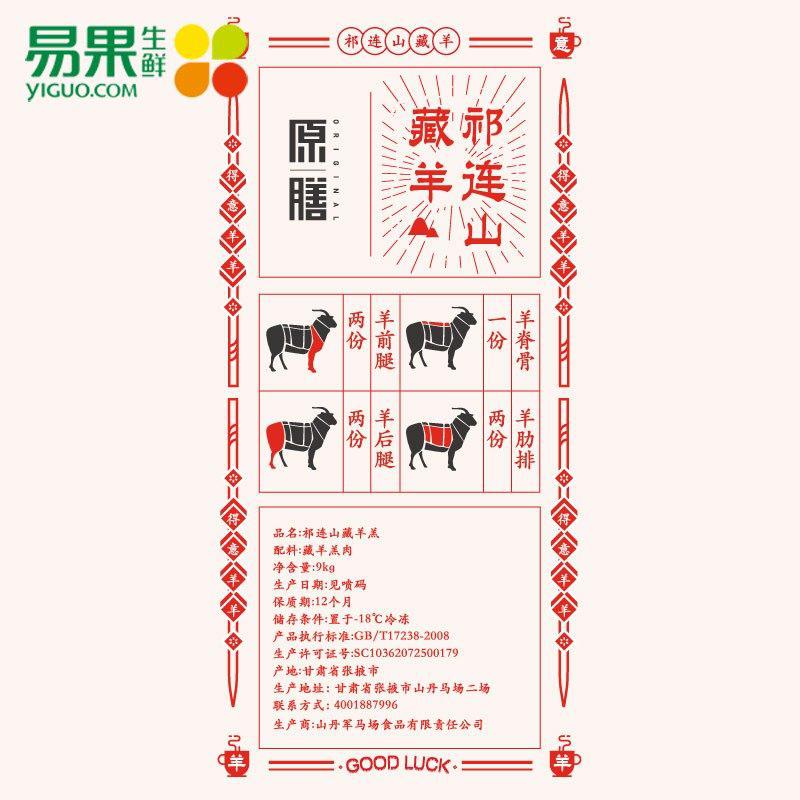 易果生鲜
YIGUO.COM
祁连山藏羊
意
原膳
ORIGINAL
祁连山
藏羊
得意羊羊
得意羊羊
羊前腿
两份
羊脊骨
一份
羊后腿
两份
羊肋排
两份
得意羊羊
得意羊羊
品名:祁连山藏羊羔
配料:藏羊羔肉
净含量:9kg
生产日期:见喷码
保质期:12个月
储存条件:置于-18℃冷冻
产品执行标准:GB/T17238-2008
生产许可证号:SC10362072500179
产地:甘肃省张掖市
生产地址: 甘肃省张掖市山丹马场二场
联系方式: 4001887996
生产商:山丹军马场食品有限责任公司
羊
·GOOD LUCK·
羊